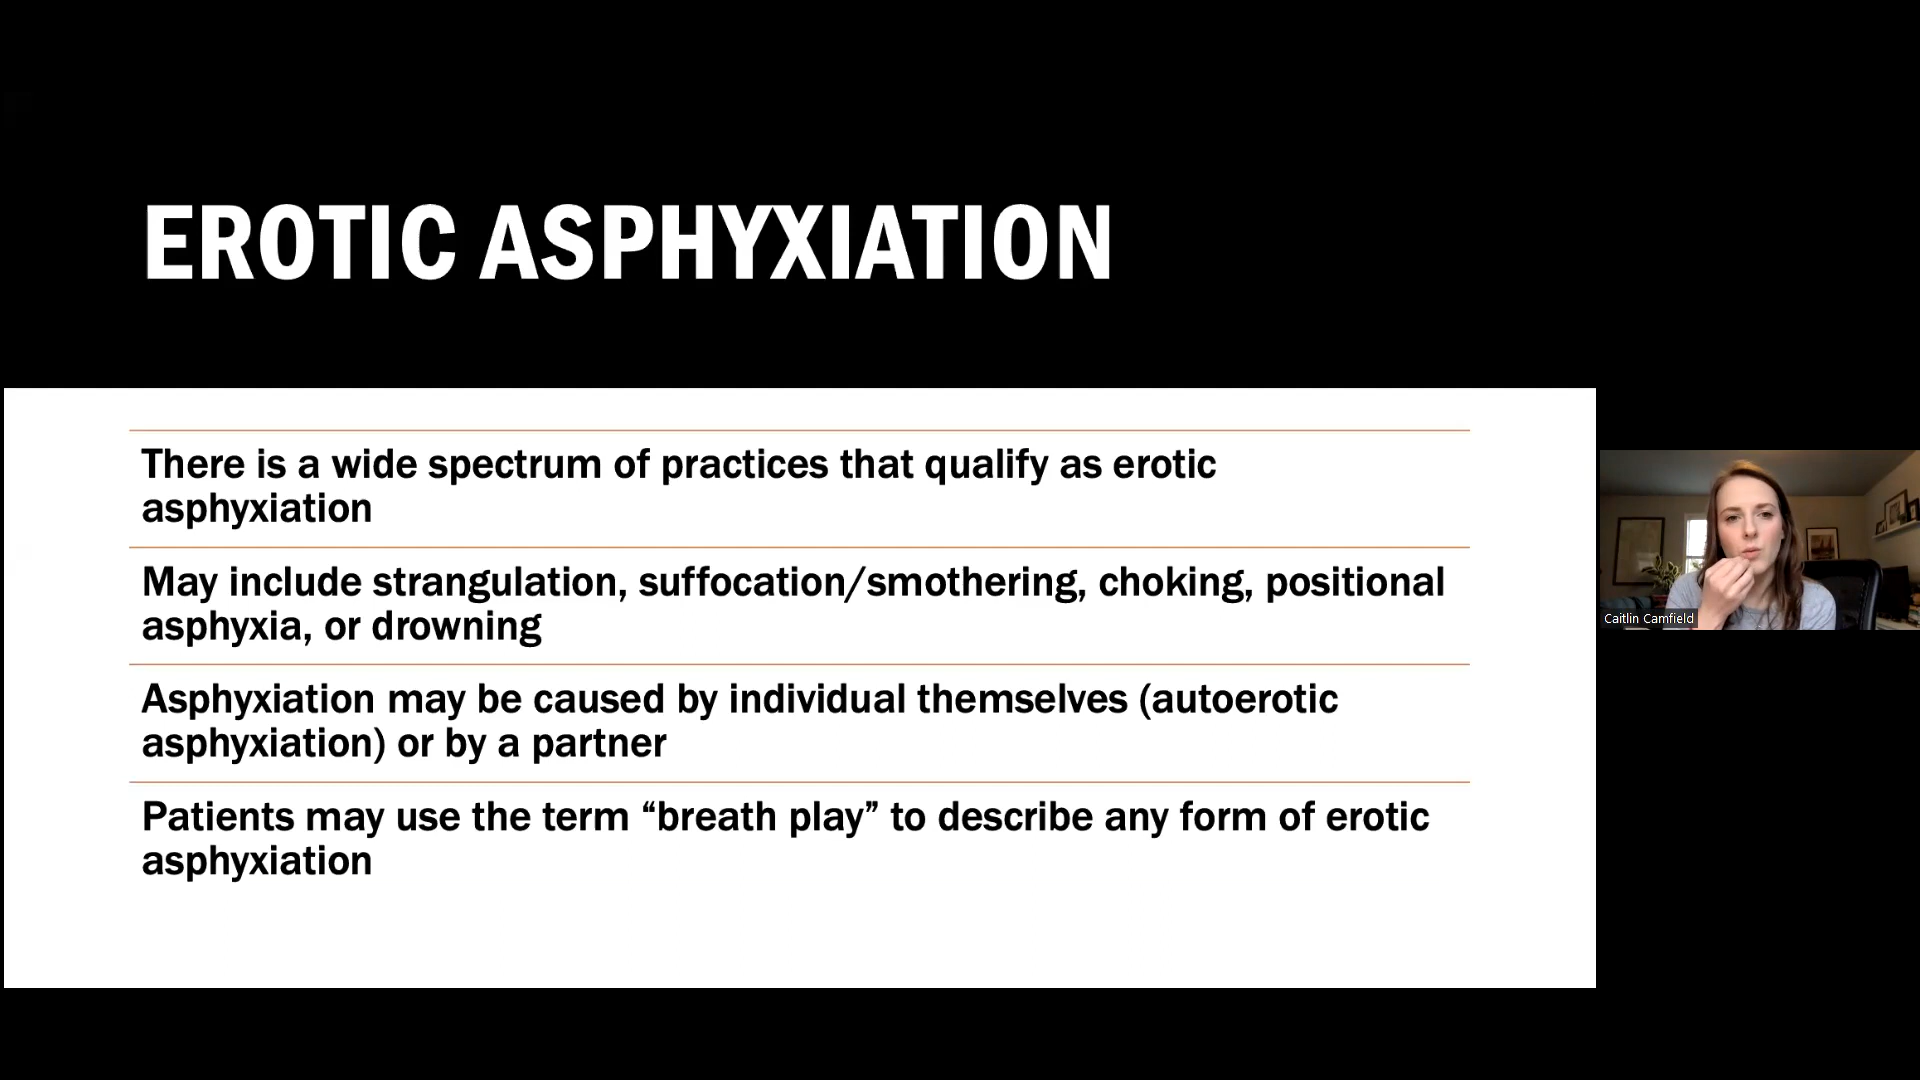 EROTIC ASPHYXIATION
There is a wide spectrum of practices that qualify as erotic
asphyxiation
May include strangulation, suffocation/smothering, choking, positional
asphyxia, or drowning
Asphyxiation may be caused by individual themselves (autoerotic
asphyxiation) or by a partner
Patients may use the term “breath play” to describe any form of erotic
asphyxiation
Caitlin Camfield